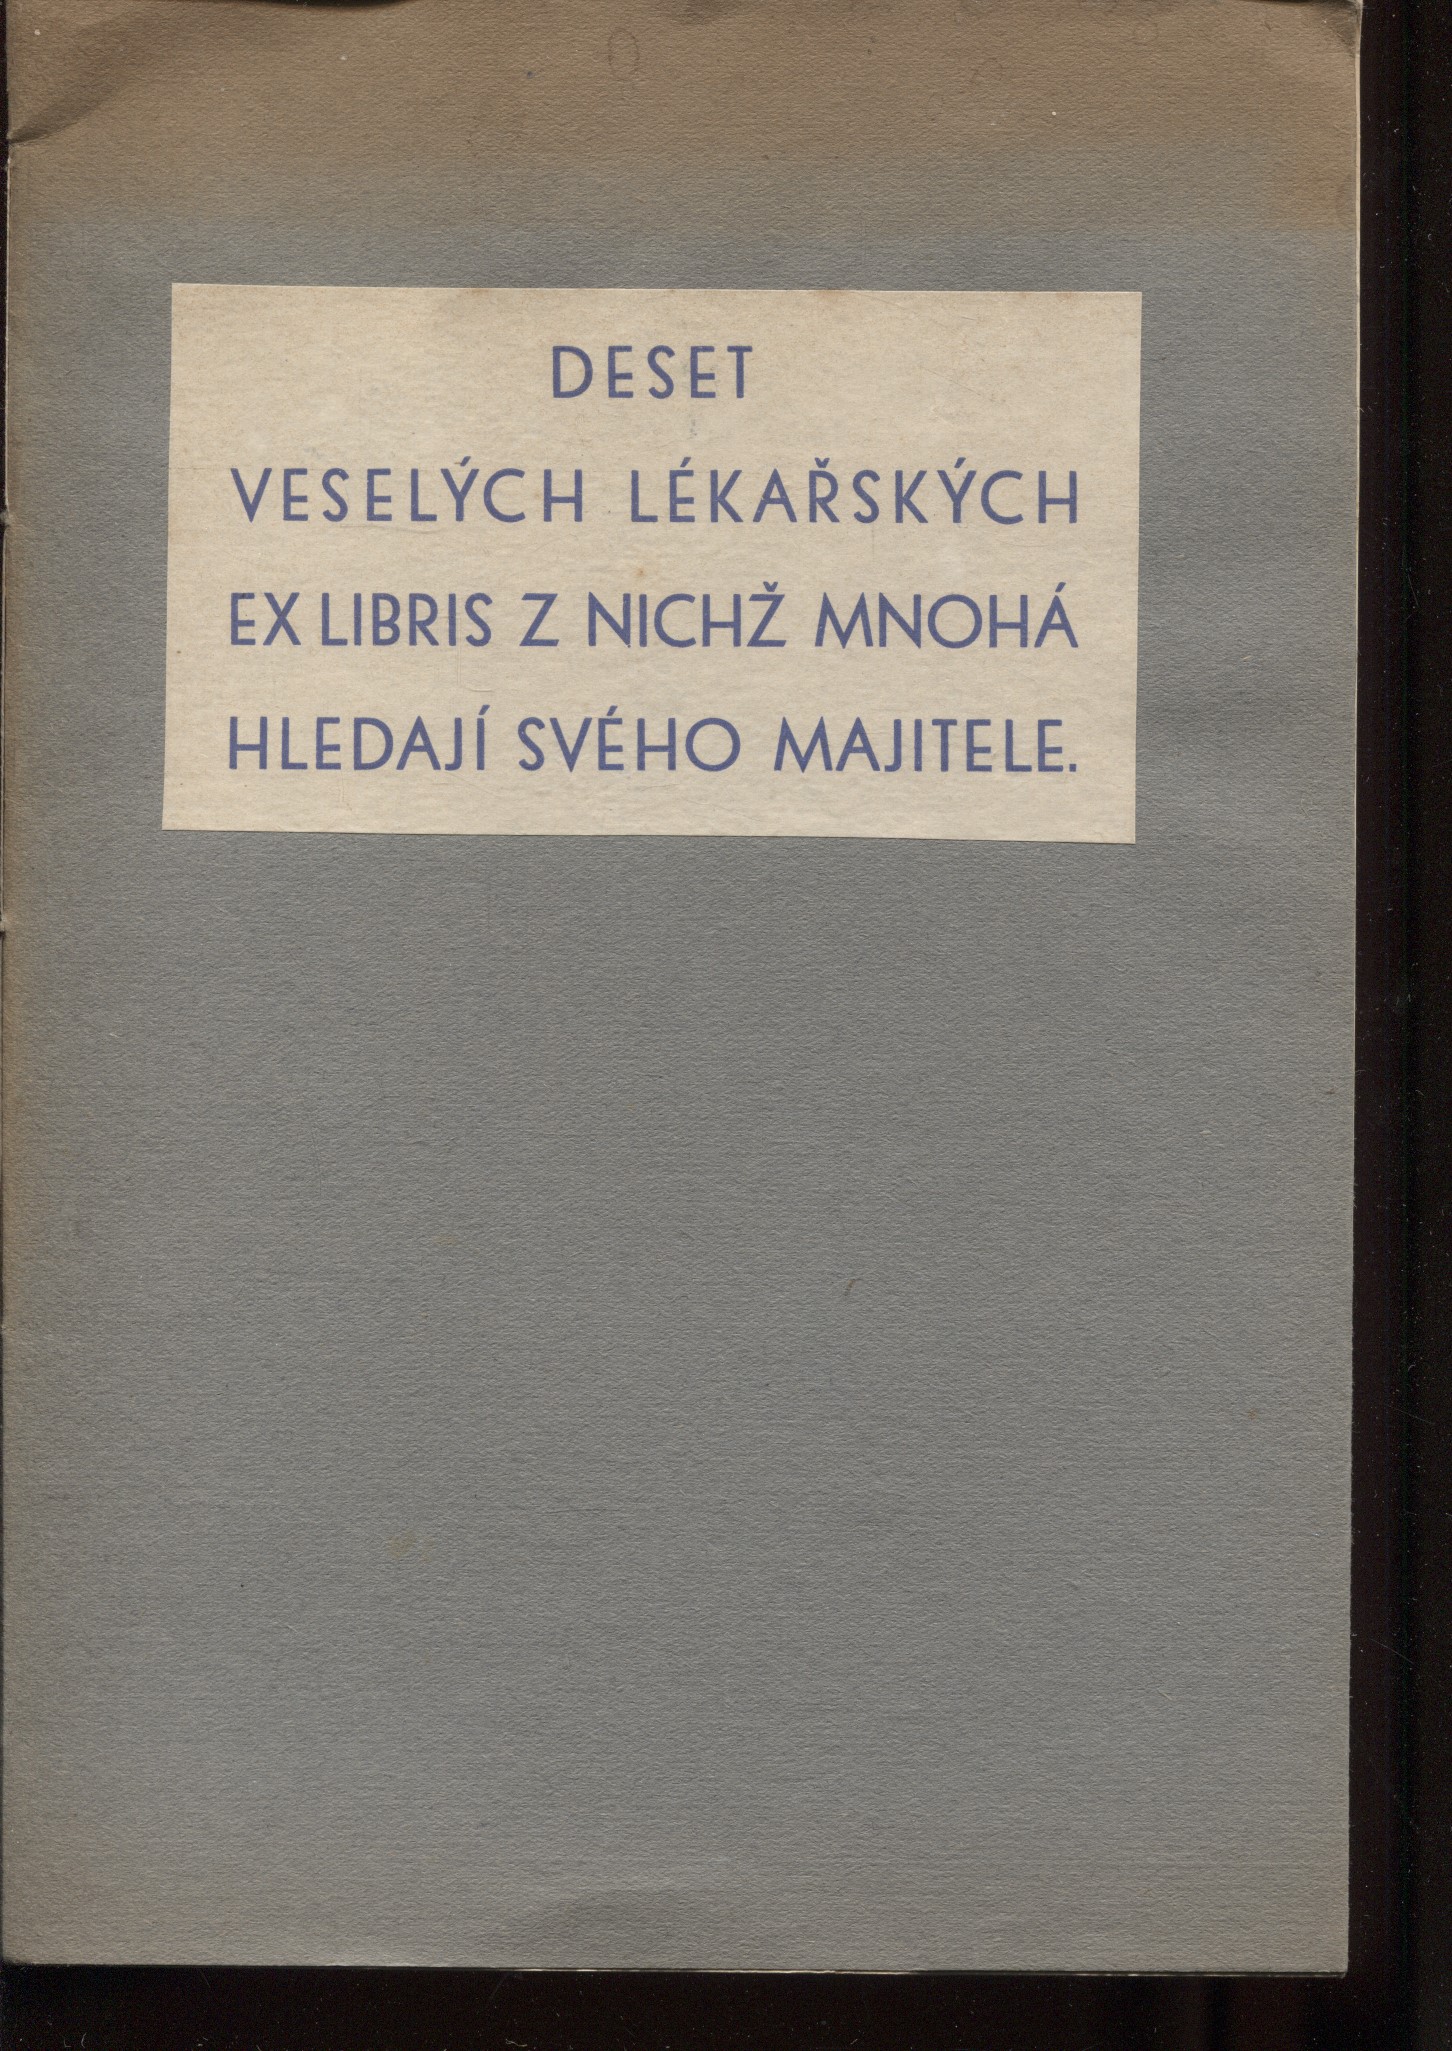 DESET
VESELÝCH LÉKAŘSKÝCH
EX LIBRIS Z NICHŽ MNOHÁ
HLEDAJÍ SVÉHO MAJITELE.